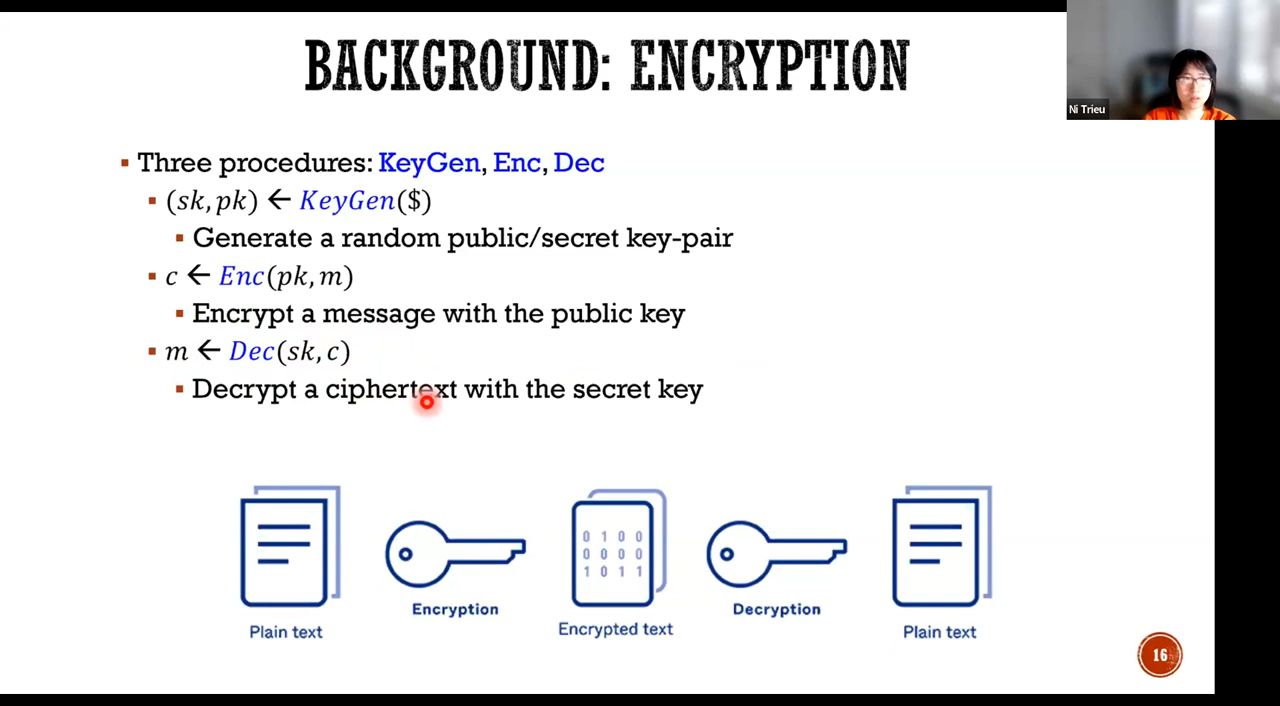 BACKGROUND: ENCRYPTION
Ni Trieu
▪ Three procedures: KeyGen, Enc, Dec
▪ (sk, pk) ← KeyGen($)
▪ Generate a random public/secret key-pair
▪ c ← Enc(pk, m)
▪ Encrypt a message with the public key
▪ m ← Dec(sk, c)
▪ Decrypt a ciphertext with the secret key
0 1 0 0
0 0 0 0
1 0 1 1
Encryption
Decryption
Plain text
Encrypted text
Plain text
16